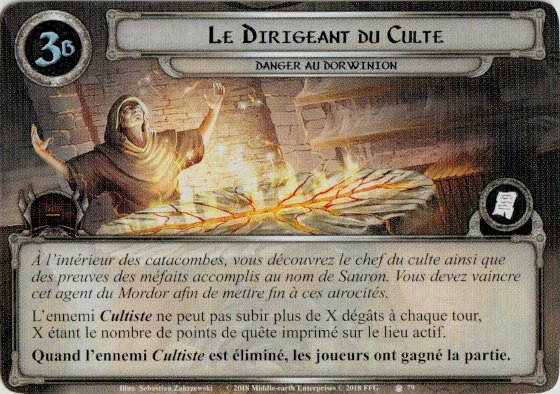 3B
LE DIRIGEANT DU CULTE
DANGER AU DORWINION
À l'intérieur des catacombes, vous découvrez le chef du culte ainsi que
des preuves des méfaits accomplis au nom de Sauron. Vous devez vaincre
cet agent du Mordor afin de mettre fin à ces atrocités.
L'ennemi Cultiste ne peut pas subir plus de X dégâts à chaque tour,
X étant le nombre de points de quête imprimé sur le lieu actif.
Quand l'ennemi Cultiste est éliminé, les joueurs ont gagné la partie.
Illus. Sebastian Zakrzewski © 2018 Middle-earth Enterprises © 2018 FFG 79